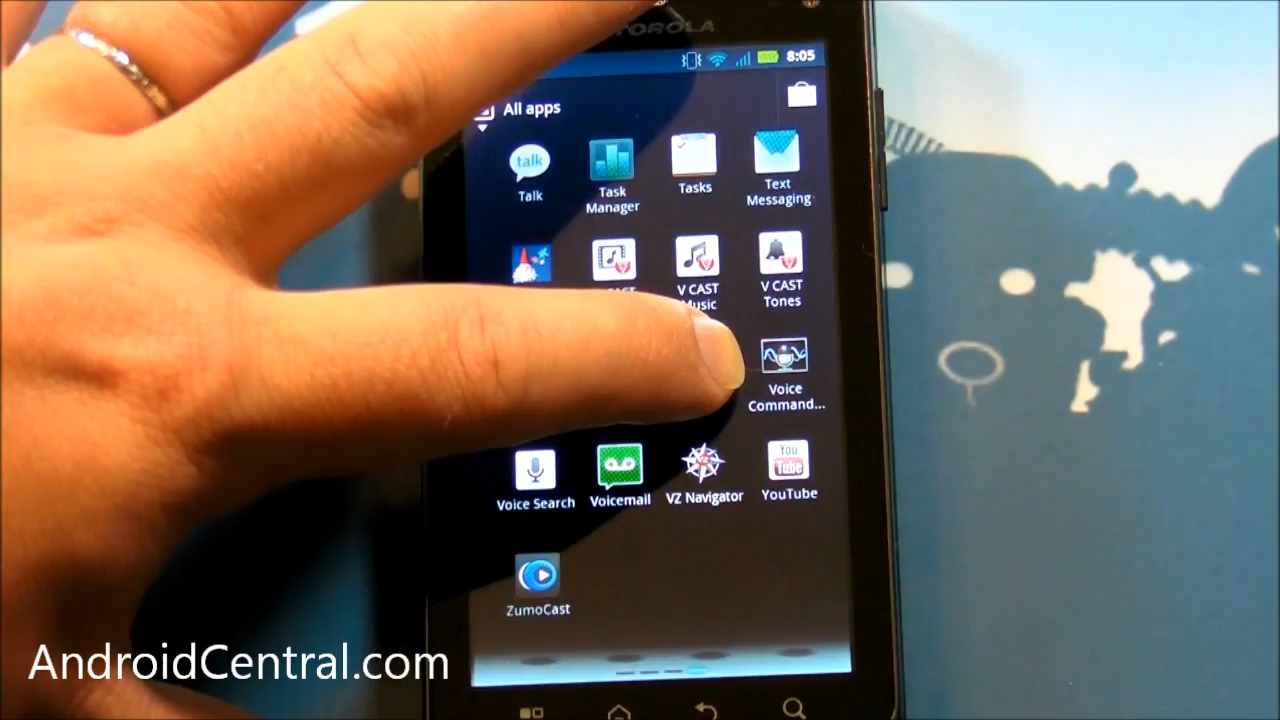 8:05
All apps
talk
Talk
Task
Manager
Tasks
Text
Messaging
V CAST
Music
V CAST
Tones
Voice
Command...
Voice Search
Voicemail
VZ
VZ Navigator
You
Tube
YouTube
ZumoCast
AndroidCentral.com